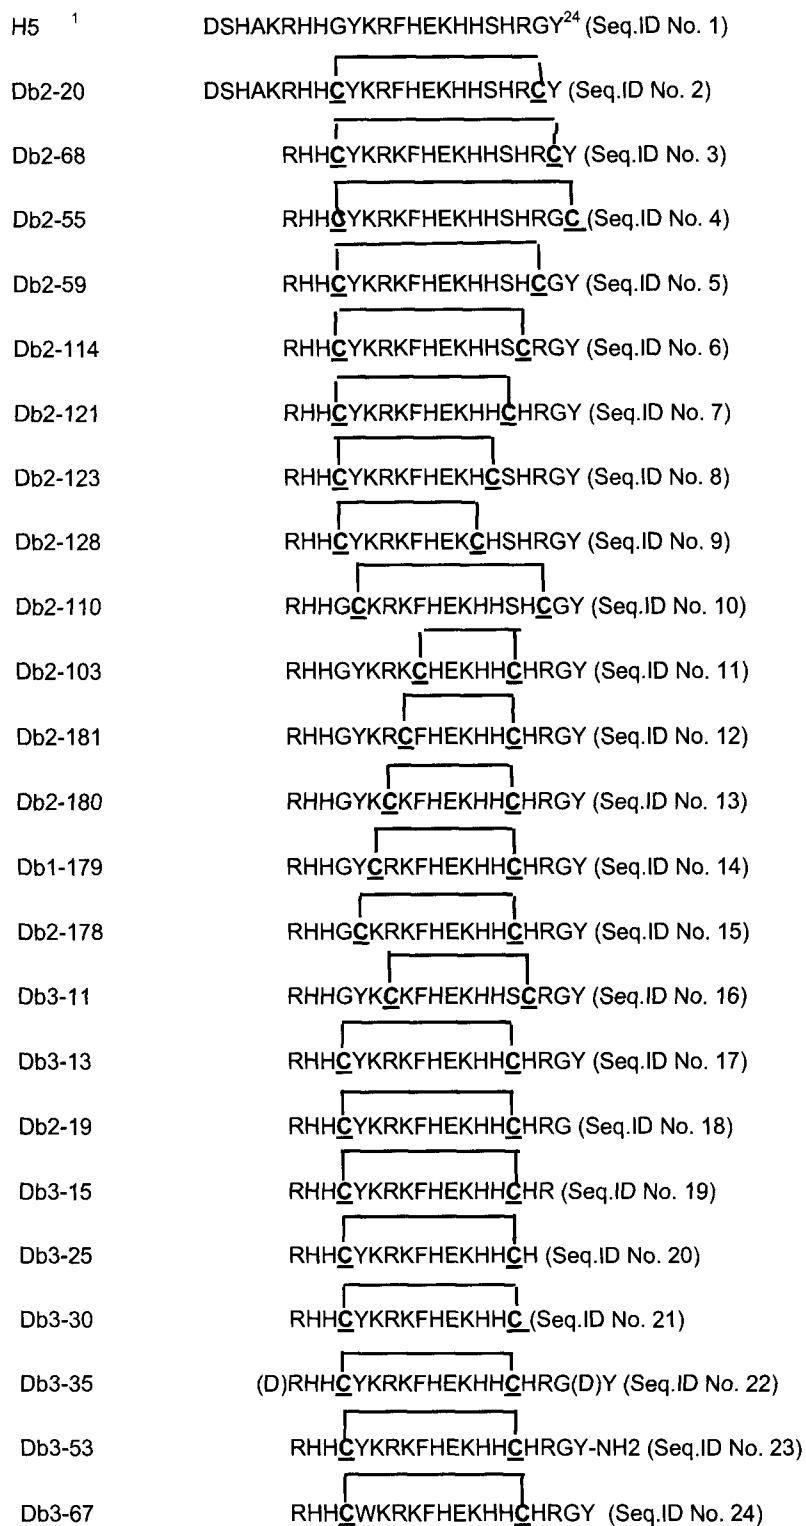 H5 1 DSHAKRHHGYKRKFHEKHHSHRGY24 (Seq.ID No. 1)
Db2-20 DSHAKRHHCYKRFHEKHHSHRCY (Seq.ID No. 2)
Db2-68 RHHCYKRKFHEKHHSHRCY (Seq.ID No. 3)
Db2-55 RHHCYKRKFHEKHHSHRGC (Seq.ID No. 4)
Db2-59 RHHCYKRKFHEKHHSHCGY (Seq.ID No. 5)
Db2-114 RHHCYKRKFHEKHHSCRGY (Seq.ID No. 6)
Db2-121 RHHCYKRKFHEKHHCHRGY (Seq.ID No. 7)
Db2-123 RHHCYKRKFHEKHCSHRGY (Seq.ID No. 8)
Db2-128 RHHCYKRKFHEKCHSHRGY (Seq.ID No. 9)
Db2-110 RHHGCKRKFHEKHHSHCGY (Seq.ID No. 10)
Db2-103 RHHGYKRKCHEKHHCHRGY (Seq.ID No. 11)
Db2-181 RHHGYKRCFHEKHHCHRGY (Seq.ID No. 12)
Db2-180 RHHGYKCKFHEKHHCHRGY (Seq.ID No. 13)
Db1-179 RHHGYCRKFHEKHHCHRGY (Seq.ID No. 14)
Db2-178 RHHGCKRKFHEKHHCHRGY (Seq.ID No. 15)
Db3-11 RHHGYKCKFHEKHHSCRGY (Seq.ID No. 16)
Db3-13 RHHCYKRKFHEKHHCHRGY (Seq.ID No. 17)
Db2-19 RHHCYKRKFHEKHHCHRG (Seq.ID No. 18)
Db3-15 RHHCYKRKFHEKHHCHR (Seq.ID No. 19)
Db3-25 RHHCYKRKFHEKHHCH (Seq.ID No. 20)
Db3-30 RHHCYKRKFHEKHHC (Seq.ID No. 21)
Db3-35 (D)RHHCYKRKFHEKHHCHRG(D)Y (Seq.ID No. 22)
Db3-53 RHHCYKRKFHEKHHCHRGY-NH2 (Seq.ID No. 23)
Db3-67 RHHCWKRKFHEKHHCHRGY (Seq.ID No. 24)